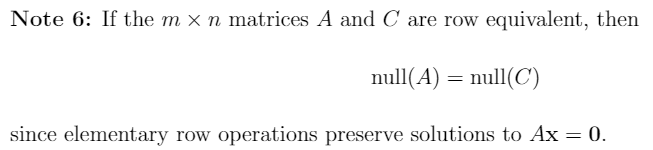 Note 6: If the m × n matrices A and C are row equivalent, then
null(A) = null(C)
since elementary row operations preserve solutions to Ax = 0.